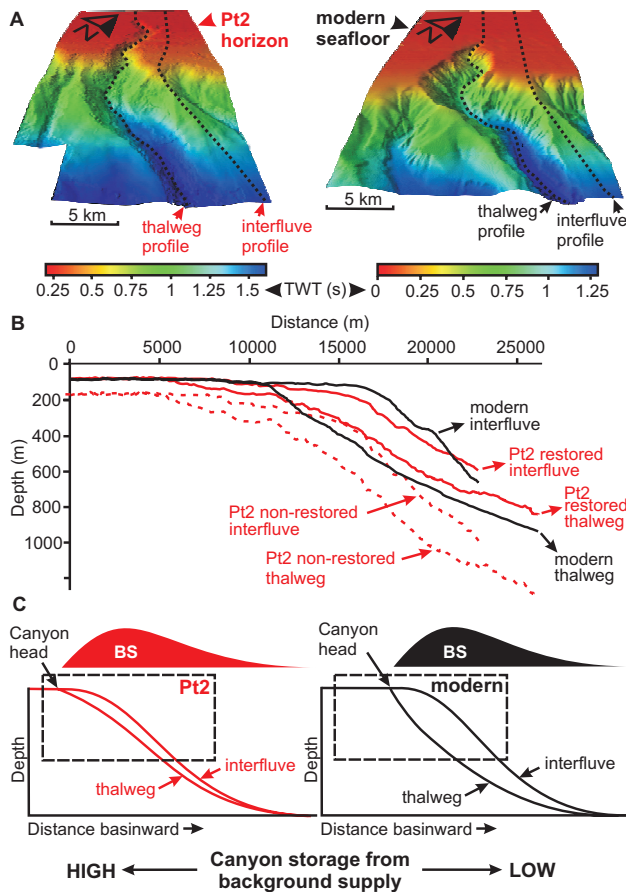 A
Pt2
horizon
N
modern
seafloor
N
5 km
thalweg
profile
interfluve
profile
5 km
thalweg
profile
interfluve
profile
0.25 0.5 0.75 1 1.25 1.5
TWT (s)
0 0.25 0.5 0.75 1 1.25
B
Distance (m)
0 5000 10000 15000 20000 25000
Depth (m)
0
200
400
600
800
1000
modern
interfluve
Pt2 restored
interfluve
Pt2
restored
thalweg
modern
thalweg
Pt2 non-restored
interfluve
Pt2 non-restored
thalweg
C
Canyon
head
BS
Pt2
Depth
interfluve
thalweg
Distance basinward
Canyon
head
BS
modern
Depth
interfluve
thalweg
Distance basinward
HIGH
Canyon storage from
background supply
LOW